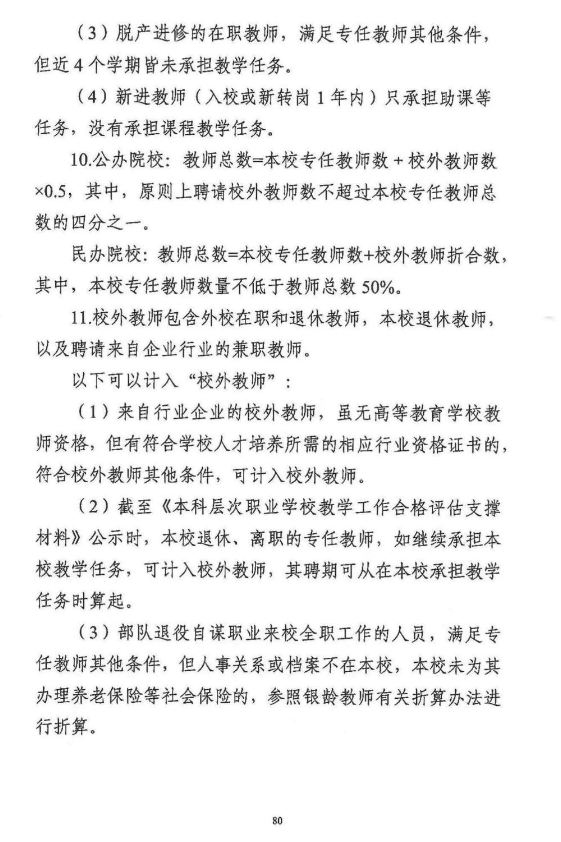 （3）脱产进修的在职教师，满足专任教师其他条件，
但近 4 个学期皆未承担教学任务。
（4）新进教师（入校或新转岗 1 年内）只承担助课等
任务，没有承担课程教学任务。
10.公办院校：教师总数=本校专任教师数 + 校外教师数
×0.5，其中，原则上聘请校外教师数不超过本校专任教师总
数的四分之一。
民办院校：教师总数=本校专任教师数+校外教师折合数，
其中，本校专任教师数量不低于教师总数 50%。
11.校外教师包含外校在职和退休教师，本校退休教师，
以及聘请来自企业行业的兼职教师。
以下可以计入“校外教师”：
（1）来自行业企业的校外教师，虽无高等教育学校教
师资格，但有符合学校人才培养所需的相应行业资格证书的，
符合校外教师其他条件，可计入校外教师。
（2）截至《本科层次职业学校教学工作合格评估支撑
材料》公示时，本校退休、离职的专任教师，如继续承担本
校教学任务，可计入校外教师，其聘期可从在本校承担教学
任务时算起。
（3）部队退役自谋职业来校全职工作的人员，满足专
任教师其他条件，但人事关系或档案不在本校，本校未为其
办理养老保险等社会保险的，参照银龄教师有关折算办法进
行折算。
80